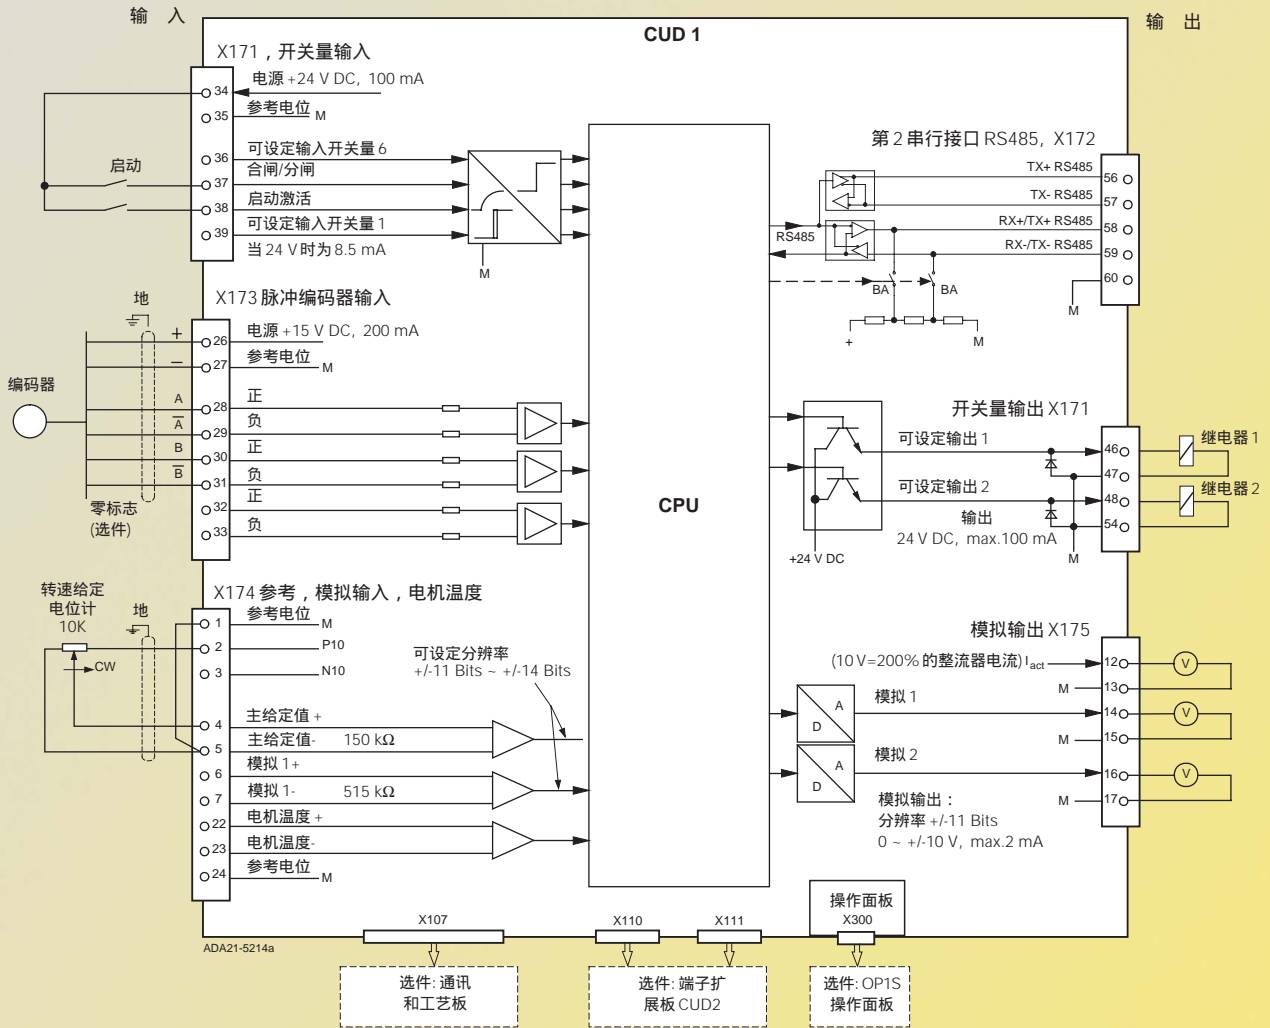 输 入
输 出
CUD 1
X171 , 开关量输入
34
电源 +24 V DC, 100 mA
35
参考电位
M
36
可设定输入开关量 6
启动
37
合闸/分闸
38
启动激活
39
可设定输入开关量 1
当 24 V 时为 8.5 mA
M
第 2 串行接口 RS485, X172
TX+ RS485
56
TX- RS485
57
RX+/TX+ RS485
58
RS485
RX-/TX- RS485
59
60
BA
BA
M
+
M
X173 脉冲编码器输入
地
+
26
电源 +15 V DC, 200 mA
−
27
参考电位
M
编码器
A
28
正
A̅
29
负
B
30
正
B̅
31
负
零标志
(选件)
32
正
33
负
CPU
开关量输出 X171
可设定输出 1
46
继电器 1
47
可设定输出 2
48
继电器 2
输出
54
24 V DC, max.100 mA
+24 V DC
M
X174 参考 , 模拟输入 , 电机温度
转速给定
电位计
10K
地
CW
1
参考电位
M
2
P10
3
N10
可设定分辨率
+/-11 Bits ~ +/-14 Bits
4
主给定值 +
5
主给定值-
150 kΩ
6
模拟 1+
7
模拟 1-
515 kΩ
22
电机温度 +
23
电机温度-
24
参考电位
M
模拟输出 X175
(10 V=200% 的整流器电流) Iact
12
V
M
13
A
D
模拟 1
14
V
M
15
A
D
模拟 2
16
V
M
17
模拟输出 :
分辨率 +/-11 Bits
0 ~ +/-10 V, max.2 mA
操作面板
X107
X110
X111
X300
ADA21-5214a
选件: 通讯
和工艺板
选件: 端子扩
展板 CUD2
选件: OP1S
操作面板